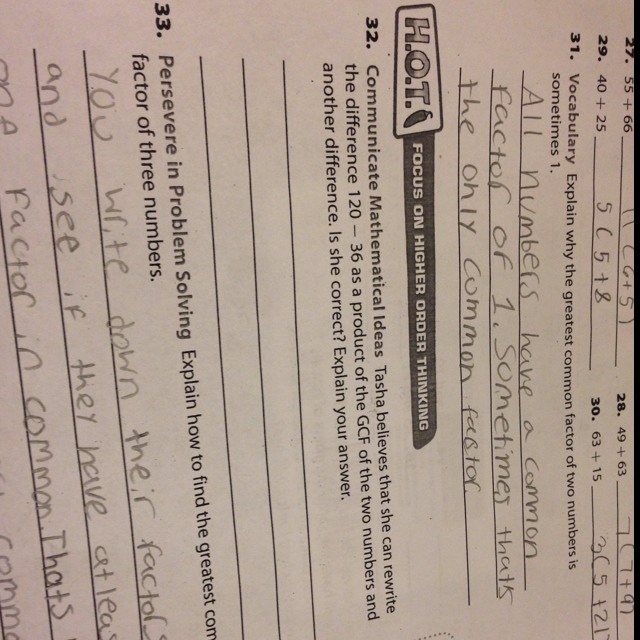 27. 55 + 66 11(6+5)
28. 49 + 63 7(7+9)
29. 40 + 25 5(5+8
30. 63 + 15 3(5+21)
31. Vocabulary Explain why the greatest common factor of two numbers is
sometimes 1.
All numbers have a common
factor of 1. Sometimes thats
the only common factor
H.O.T. FOCUS ON HIGHER ORDER THINKING
32. Communicate Mathematical Ideas Tasha believes that she can rewrite
the difference 120 − 36 as a product of the GCF of the two numbers and
another difference. Is she correct? Explain your answer.
33. Persevere in Problem Solving Explain how to find the greatest com
factor of three numbers.
You write down their factors
and see if they have at leas
one factor in common Thats
comm